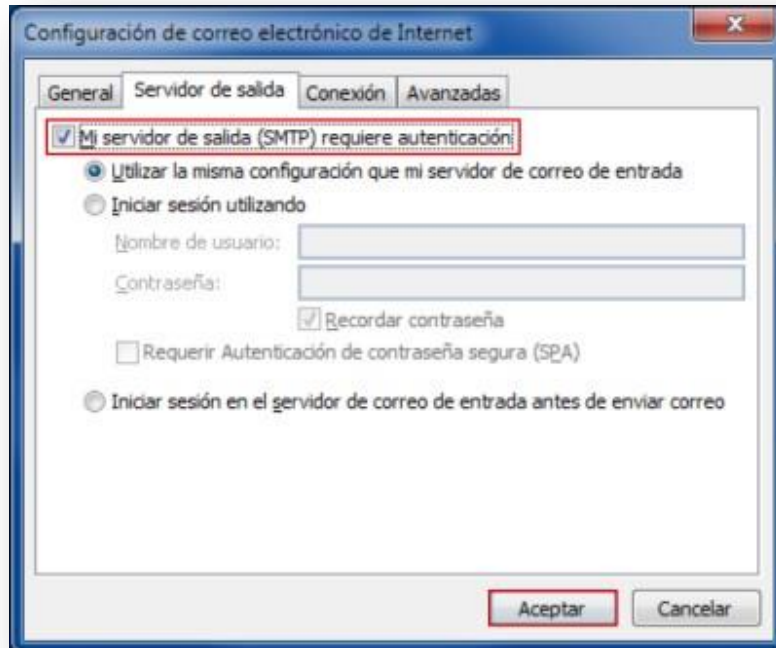 Configuración de correo electrónico de Internet
General Servidor de salida Conexión Avanzadas
Mi servidor de salida (SMTP) requiere autenticación
Utilizar la misma configuración que mi servidor de correo de entrada
Iniciar sesión utilizando
Nombre de usuario:
Contraseña:
Recordar contraseña
Requerir Autenticación de contraseña segura (SPA)
Iniciar sesión en el servidor de correo de entrada antes de enviar correo
Aceptar Cancelar